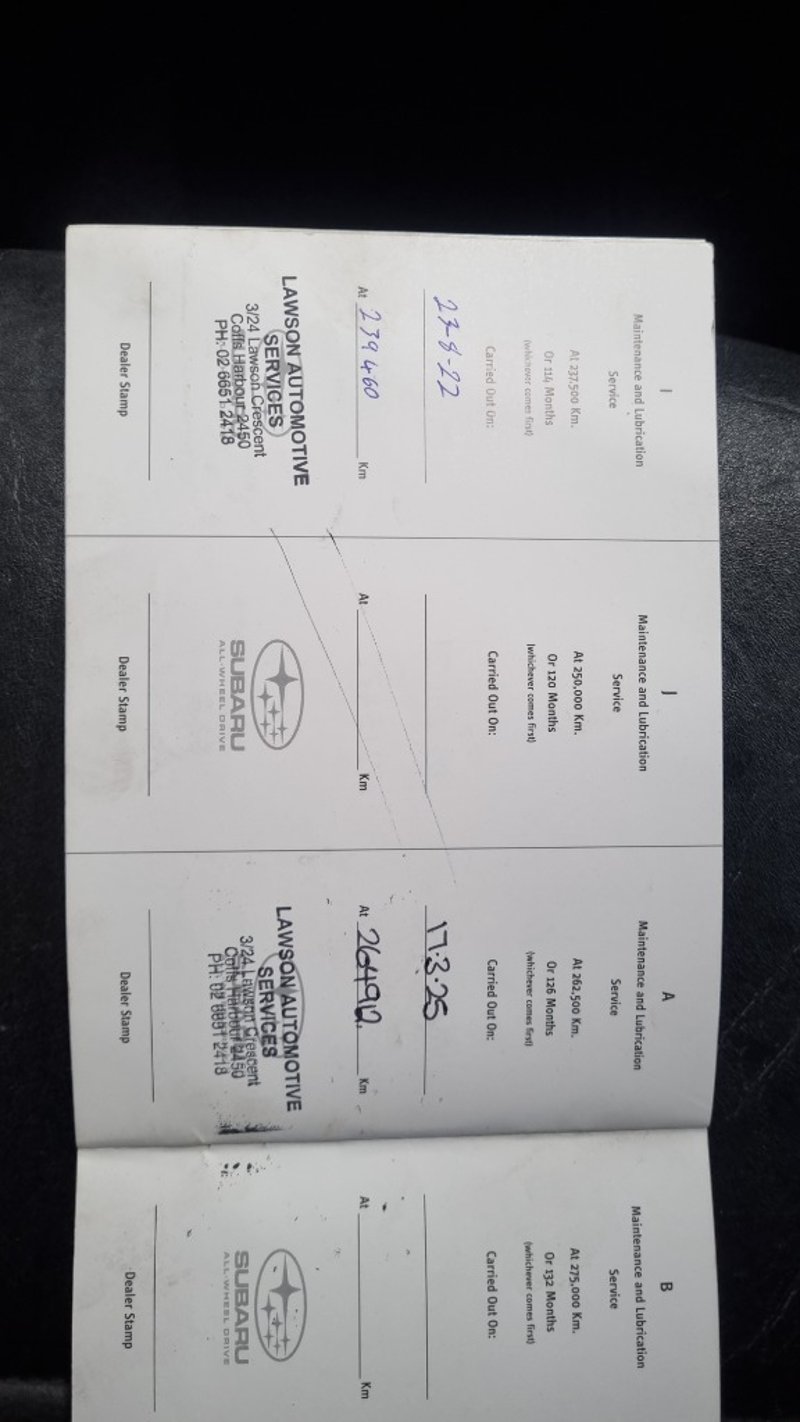 I
Maintenance and Lubrication
Service
At 237,500 Km.
Or 114 Months
(whichever comes first)
Carried Out On:
23-8-22
At 239460 Km
LAWSON AUTOMOTIVE
SERVICES
3/24 Lawson Crescent
Coffs Harbour 2450
PH: 02 6651 2418
Dealer Stamp
J
Maintenance and Lubrication
Service
At 250,000 Km.
Or 120 Months
(whichever comes first)
Carried Out On:
At Km
SUBARU
ALL-WHEEL DRIVE
Dealer Stamp
A
Maintenance and Lubrication
Service
At 262,500 Km.
Or 126 Months
(whichever comes first)
Carried Out On:
17.3.25
At 264912 Km
LAWSON AUTOMOTIVE
SERVICES
3/24 Lawson Crescent
Coffs Harbour 2450
PH: 02 6651 2418
Dealer Stamp
B
Maintenance and Lubrication
Service
At 275,000 Km.
Or 132 Months
(whichever comes first)
Carried Out On:
At Km
SUBARU
ALL-WHEEL DRIVE
Dealer Stamp